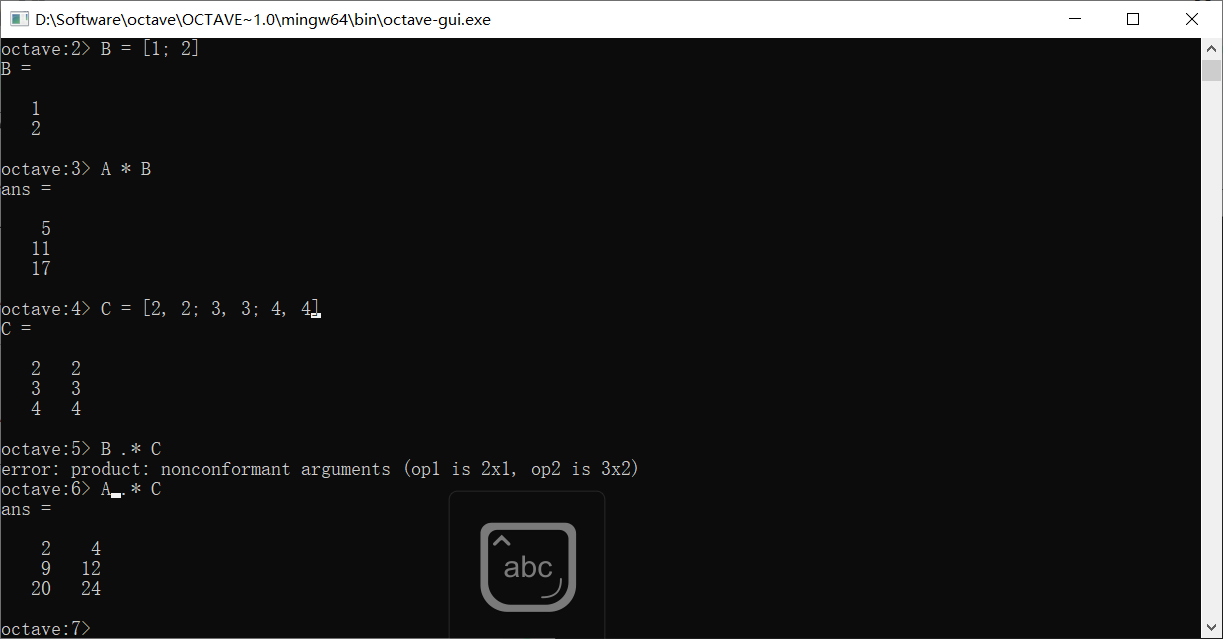 D:\Software\octave\OCTAVE~1.0\mingw64\bin\octave-gui.exe
octave:2> B = [1; 2]
B =
1
2
octave:3> A * B
ans =
5
11
17
octave:4> C = [2, 2; 3, 3; 4, 4]
C =
2 2
3 3
4 4
octave:5> B .* C
error: product: nonconformant arguments (op1 is 2x1, op2 is 3x2)
octave:6> A .* C
ans =
2 4
9 12
20 24
abc
octave:7>